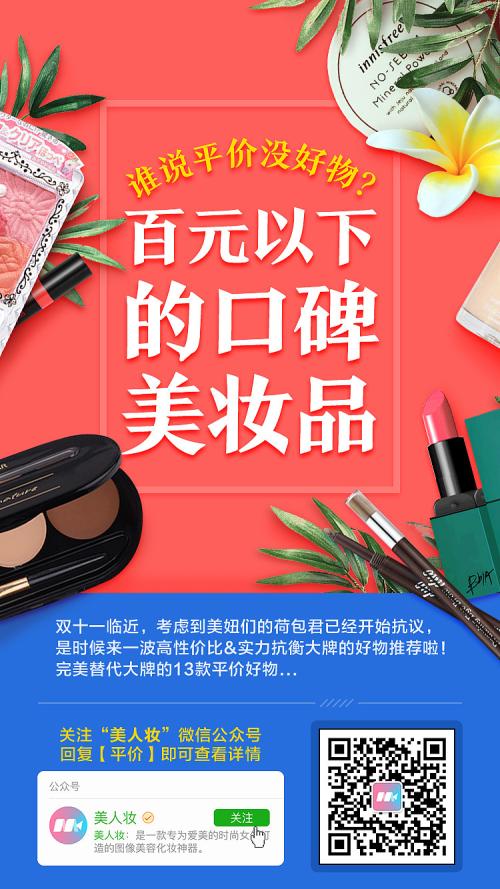 innisfree
NO-SEBUM
Mineral Powder
谁说平价没好物?
百元以下
的口碑
美妆品
双十一临近，考虑到美妞们的荷包君已经开始抗议，
是时候来一波高性价比&实力抗衡大牌的好物推荐啦！
完美替代大牌的13款平价好物...
关注“美人妆”微信公众号
回复【平价】即可查看详情
公众号
美人妆
关注
美人妆：是一款专为爱美的时尚女
造的图像美容化妆神器。